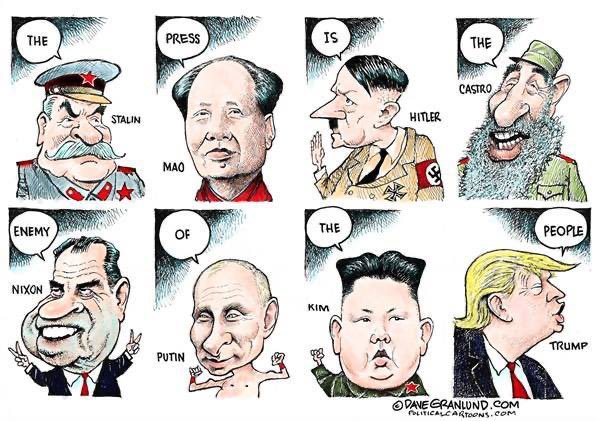 THE
STALIN
PRESS
MAO
IS
HITLER
THE
CASTRO
ENEMY
NIXON
OF
PUTIN
THE
KIM
PEOPLE
TRUMP
©DAVEGRANLUND.COM
POLITICALCARTOONS.COM